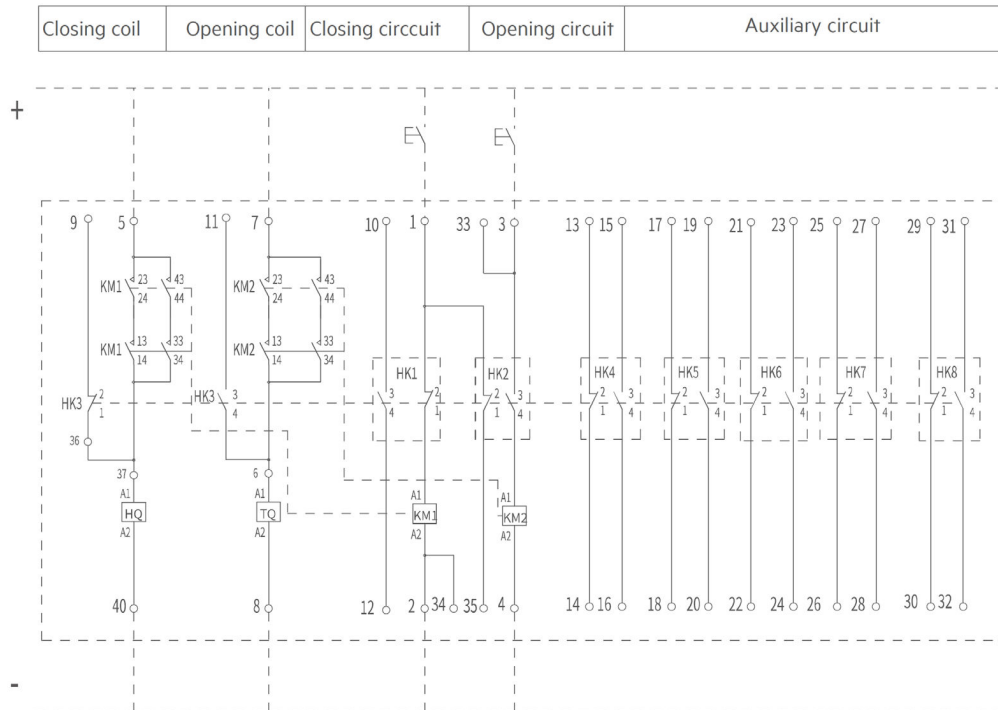 Closing coil Opening coil Closing circcuit Opening circuit Auxiliary circuit
+
9 5 11 7 10 1 33 3 13 15 17 19 21 23 25 27 29 31
KM1 23 43 KM2 23 43
24 44 24 44
KM1 13 33 KM2 13 33
14 34 14 34
HK1 HK2 HK4 HK5 HK6 HK7 HK8
HK3 2 HK3 3 3 2 2 3 2 3 2 3 2 3 2 3 2 3
1 4 4 1 1 4 1 4 1 4 1 4 1 4 1 4
36
37 6
A1 A1 A1 A1
HQ TQ KM1 KM2
A2 A2 A2 A2
40 8 12 2 34 35 4 14 16 18 20 22 24 26 28 30 32
-